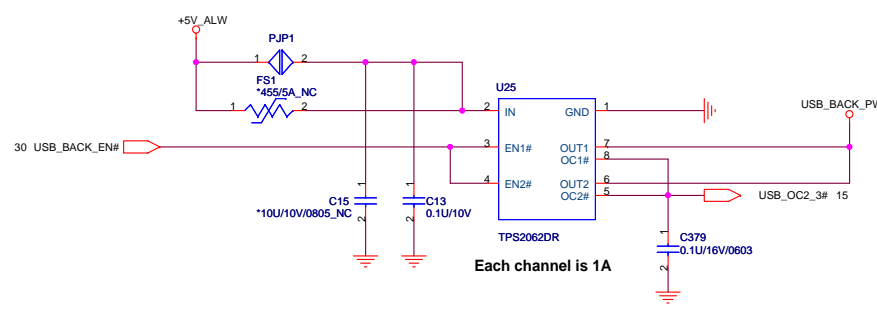 +5V_ALW
PJP1
1 2
FS1
*455/5A_NC
1 2
U25
2 IN GND 1
USB_BACK_PW
30 USB_BACK_EN#
3 EN1# OUT1 7
OC1# 8
4 EN2# OUT2 6
OC2# 5
USB_OC2_3# 15
1 C15
*10U/10V/0805_NC
2
1 C13
0.1U/10V
2
TPS2062DR
Each channel is 1A
1 C379
0.1U/16V/0603
2